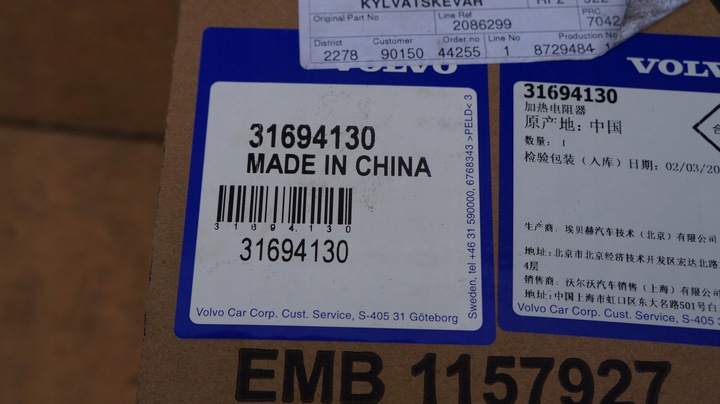 KYLVÄTSKEVÄR
Original Part No Line Ref PRC
2086299 7042
District Customer Order no Line No Production No
2278 90150 44255 1 8729484
VOLVO
31694130
MADE IN CHINA
31694130
31694130
Volvo Car Corp. Cust. Service, S-405 31 Göteborg
Sweden, tel +46 31 590000, 6768343 >PELD< 3
VOLV
31694130
加热电阻器
原产地: 中国
数量: 1
检验包装（入库）日期: 02/03/20
合
生产商: 埃贝赫汽车技术（北京）有限公司
地址: 北京市北京经济技术开发区宏达北路
4层
销售商: 沃尔沃汽车销售（上海）有限公司
地址: 中国上海市虹口区东大名路501号白
Volvo Car Corp. Cust. Service, S-405
EMB 1157927